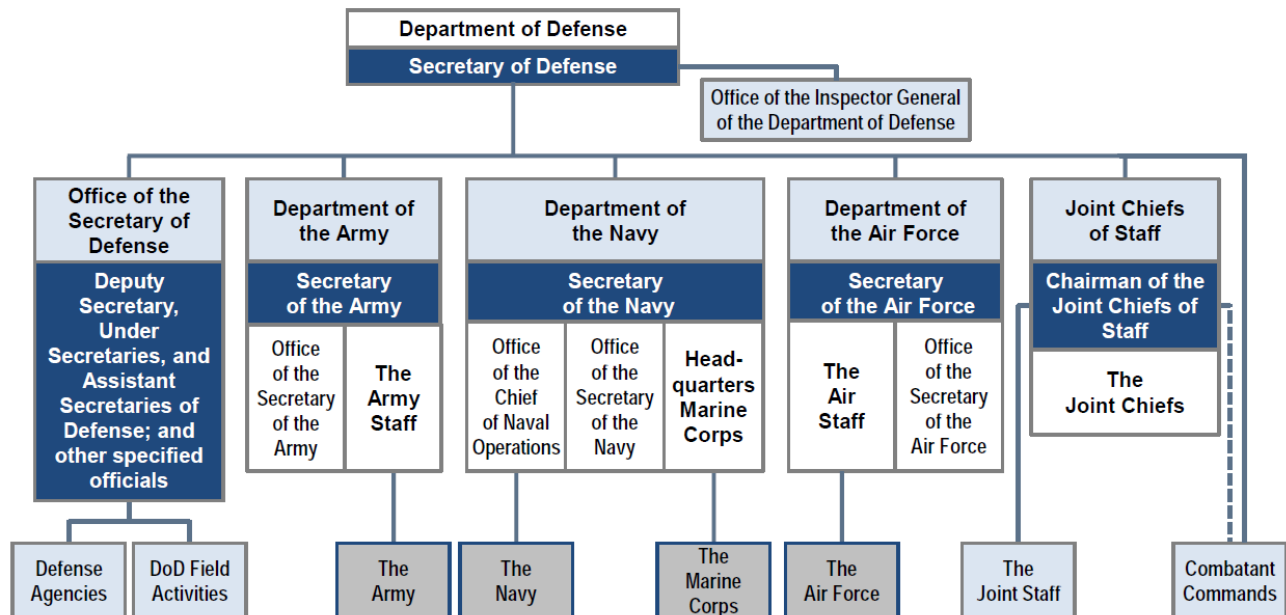 Department of Defense
Secretary of Defense
Office of the Inspector General
of the Department of Defense
Office of the
Secretary of
Defense
Deputy
Secretary,
Under
Secretaries, and
Assistant
Secretaries of
Defense; and
other specified
officials
Department of
the Army
Secretary
of the Army
Office
of the
Secretary
of the
Army
The
Army
Staff
Department of
the Navy
Secretary
of the Navy
Office
of the
Chief
of Naval
Operations
Office
of the
Secretary
of the
Navy
Head-
quarters
Marine
Corps
Department of
the Air Force
Secretary
of the Air Force
The
Air
Staff
Office
of the
Secretary
of the
Air Force
Joint Chiefs
of Staff
Chairman of the
Joint Chiefs of
Staff
The
Joint Chiefs
Defense
Agencies
DoD Field
Activities
The
Army
The
Navy
The
Marine
Corps
The
Air Force
The
Joint Staff
Combatant
Commands